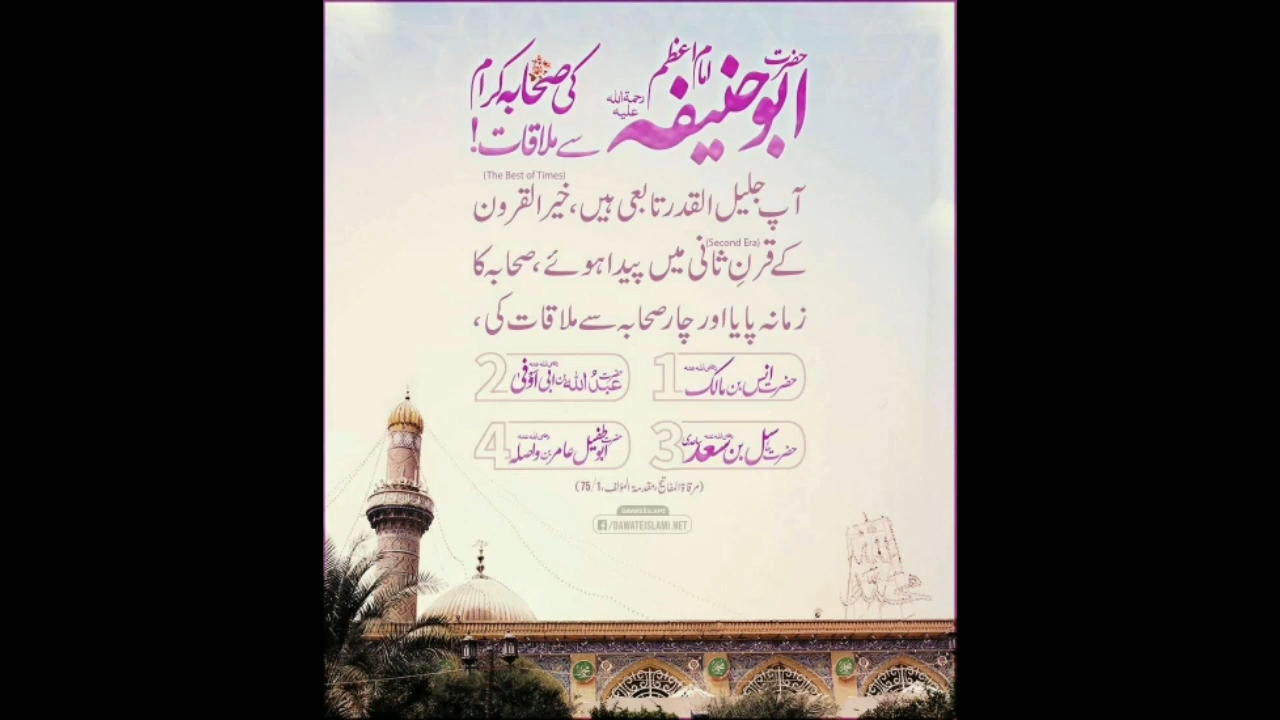 حضرت امام اعظم
ابو حنیفہ رحمۃ اللہ علیہ کی صحابہ کرام
سے ملاقات!
(The Best of Times)
آپ جلیل القدر تابعی ہیں، خیر القرون
(Second Era)
کے قرنِ ثانی میں پیدا ہوئے، صحابہ کا
زمانہ پایا اور چار صحابہ سے ملاقات کی،
1 حضرت انس بن مالک رضی اللہ عنہ
2 حضرت عبد اللہ بن ابی اوفیٰ رضی اللہ عنہ
3 حضرت سہل بن سعد ساعدی رضی اللہ عنہ
4 حضرت ابو طفیل عامر بن واصلہ رضی اللہ عنہ
(مرقاۃ المفاتیح، مقدمۃ المؤلف، 75/1)
DAWATEISLAMI
/DAWATEISLAMI.NET